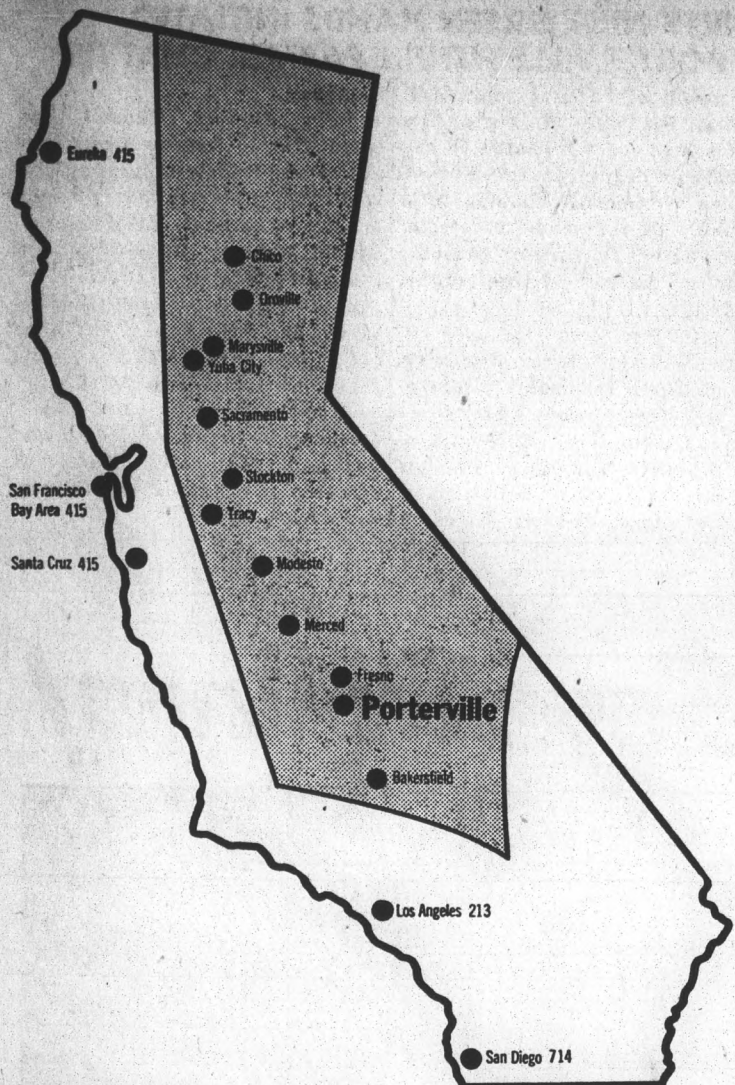 Eureka 415
Chico
Oroville
Marysville
Yuba City
Sacramento
San Francisco
Bay Area 415
Stockton
Tracy
Santa Cruz 415
Modesto
Merced
Fresno
Porterville
Bakersfield
Los Angeles 213
San Diego 714